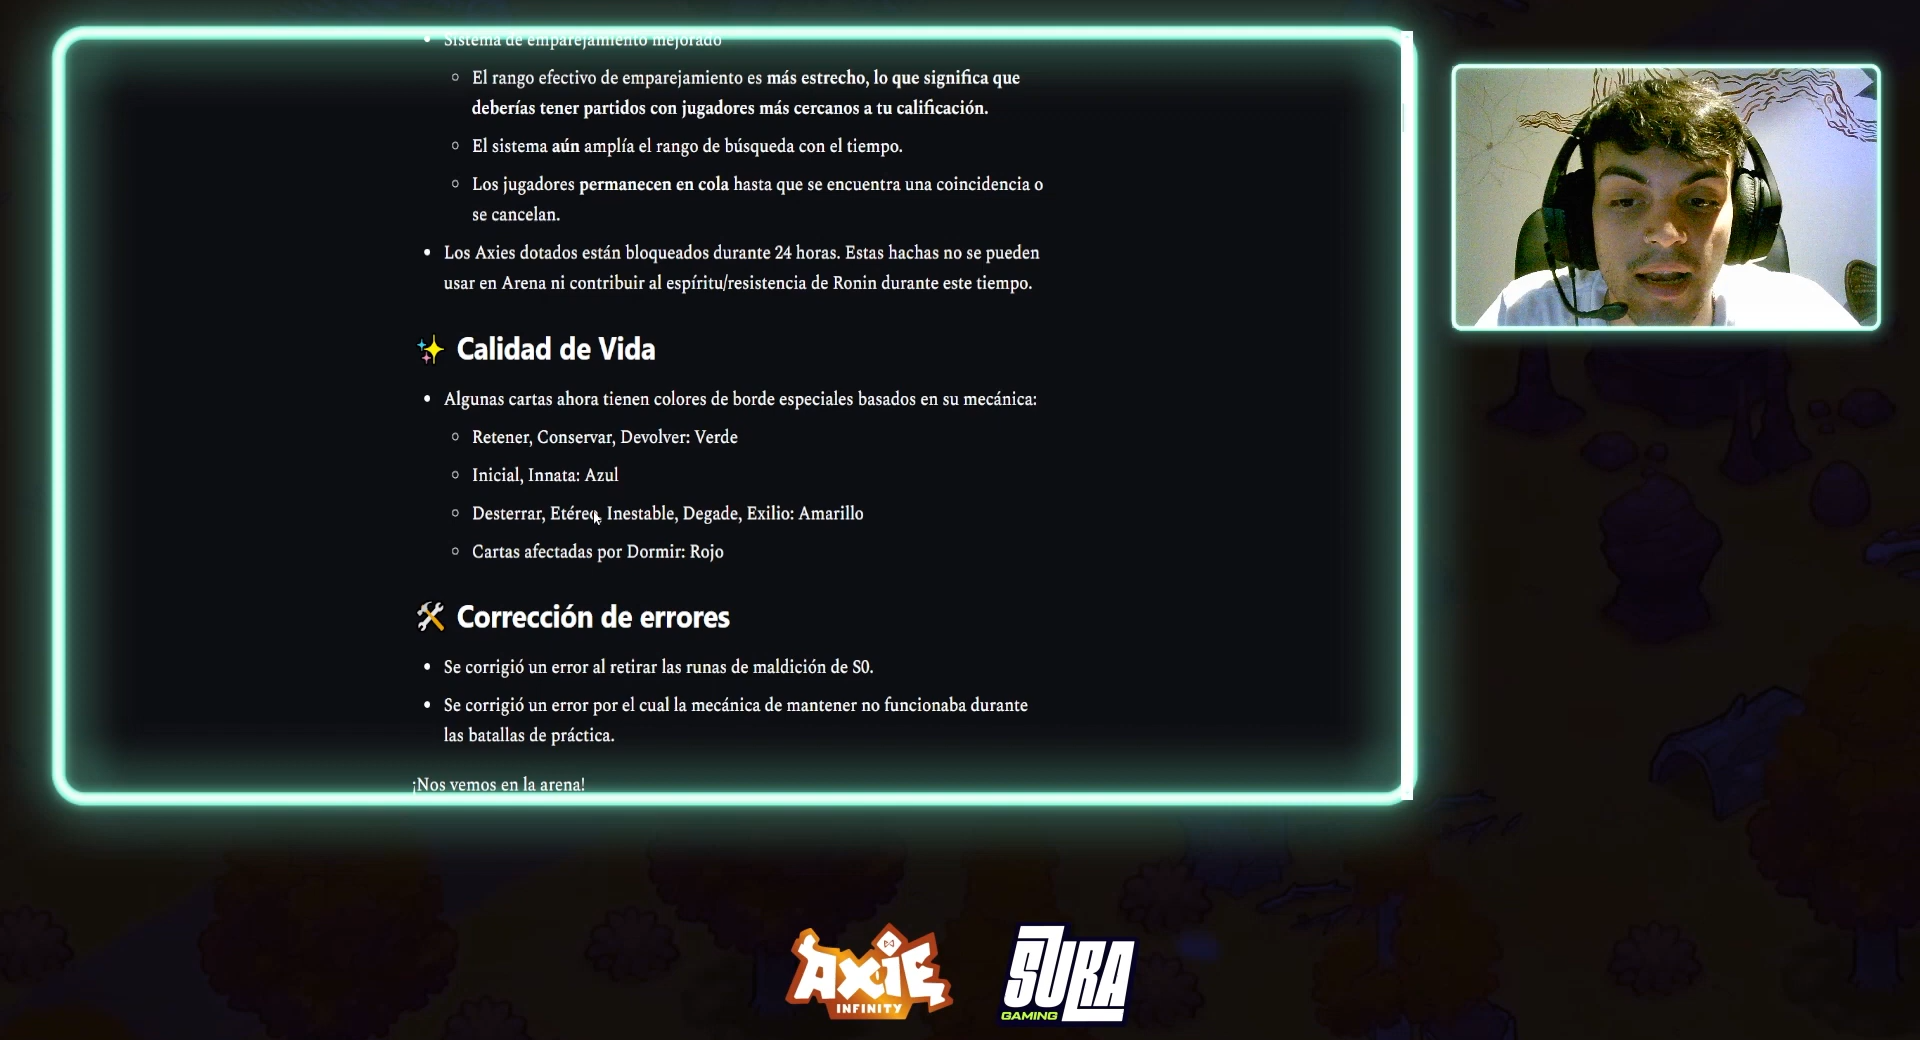 Sistema de emparejamiento mejorado
El rango efectivo de emparejamiento es más estrecho, lo que significa que
deberías tener partidos con jugadores más cercanos a tu calificación.
El sistema aún amplía el rango de búsqueda con el tiempo.
Los jugadores permanecen en cola hasta que se encuentra una coincidencia o
se cancelan.
Los Axies dotados están bloqueados durante 24 horas. Estas hachas no se pueden
usar en Arena ni contribuir al espíritu/resistencia de Ronin durante este tiempo.
✨ Calidad de Vida
Algunas cartas ahora tienen colores de borde especiales basados en su mecánica:
Retener, Conservar, Devolver: Verde
Inicial, Innata: Azul
Desterrar, Etéreo, Inestable, Degade, Exilio: Amarillo
Cartas afectadas por Dormir: Rojo
🛠 Corrección de errores
Se corrigió un error al retirar las runas de maldición de S0.
Se corrigió un error por el cual la mecánica de mantener no funcionaba durante
las batallas de práctica.
¡Nos vemos en la arena!
AXIE
INFINITY
SURA
GAMING